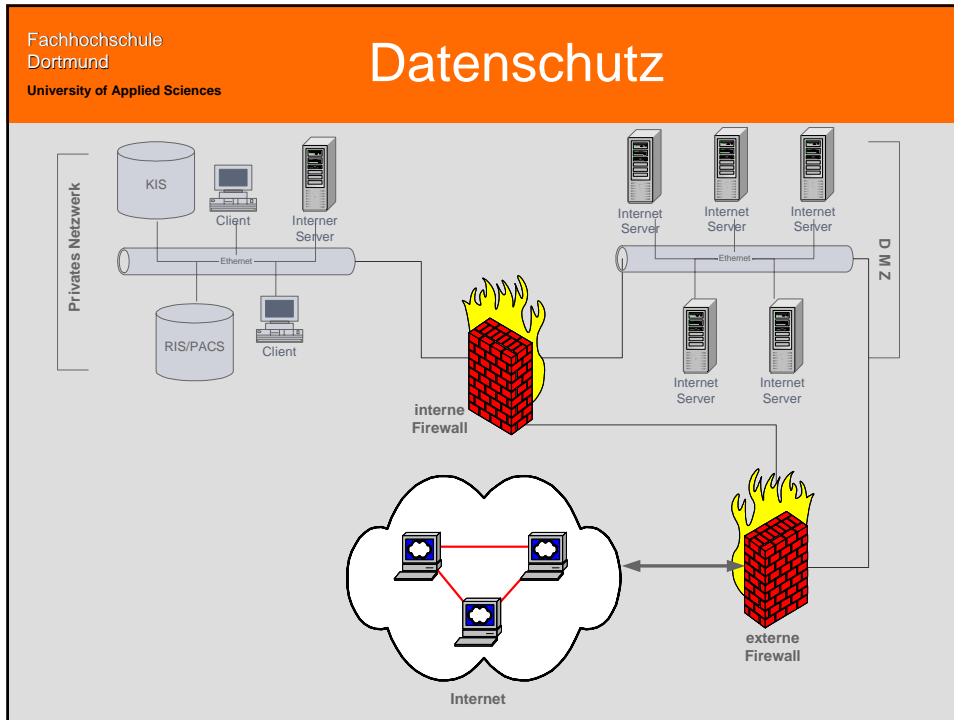 Fachhochschule
Dortmund
University of Applied Sciences
Datenschutz
Privates Netzwerk
KIS
Client
Interner
Server
Ethernet
RIS/PACS
Client
Internet
Server
Internet
Server
Internet
Server
Ethernet
D M Z
Internet
Server
Internet
Server
interne
Firewall
externe
Firewall
Internet